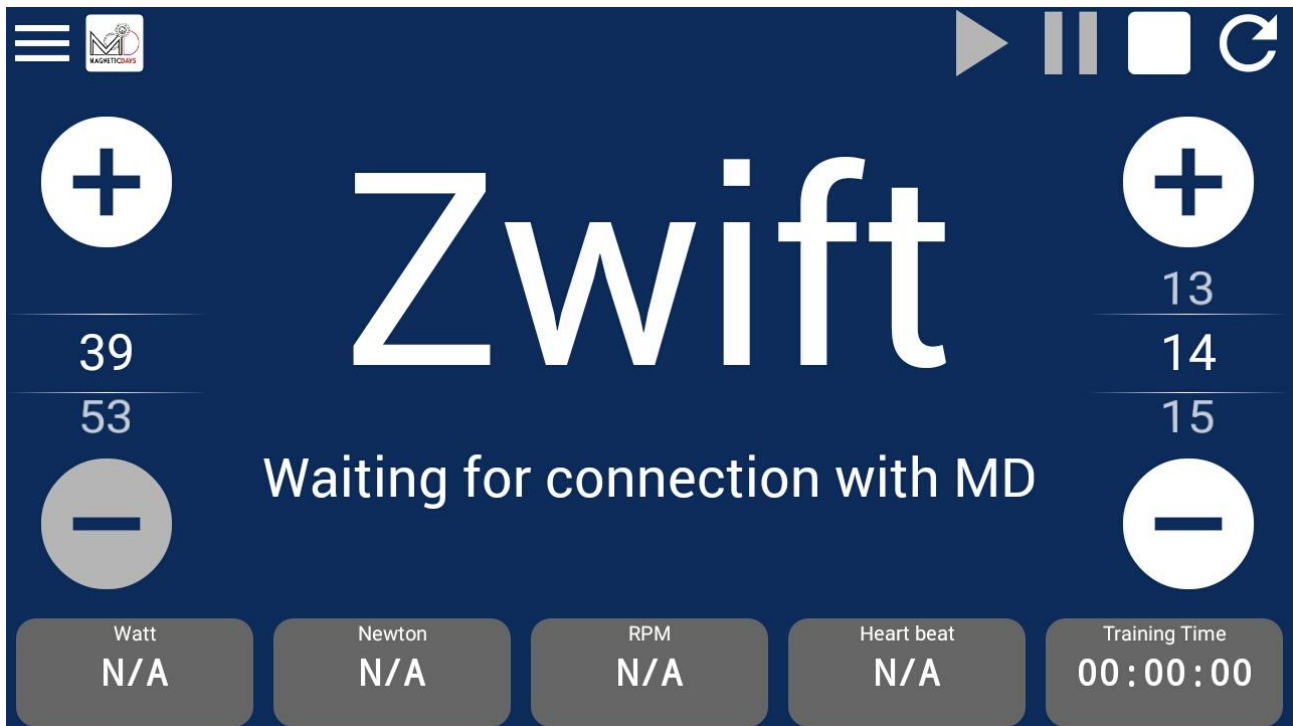 MD
MAGNETICDAYS
Zwift
13
39
14
53
15
Waiting for connection with MD
Watt
Newton
RPM
Heart beat
Training Time
N/A
N/A
N/A
N/A
00:00:00